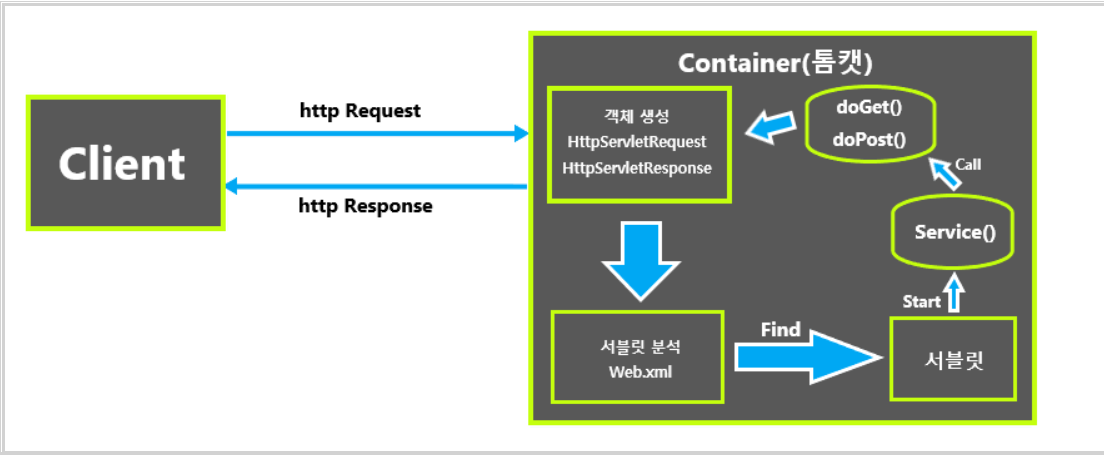 Container(톰캣)
Client
http Request
http Response
객체 생성
HttpServletRequest
HttpServletResponse
doGet()
doPost()
Call
Service()
Start
서블릿 분석
Web.xml
Find
서블릿